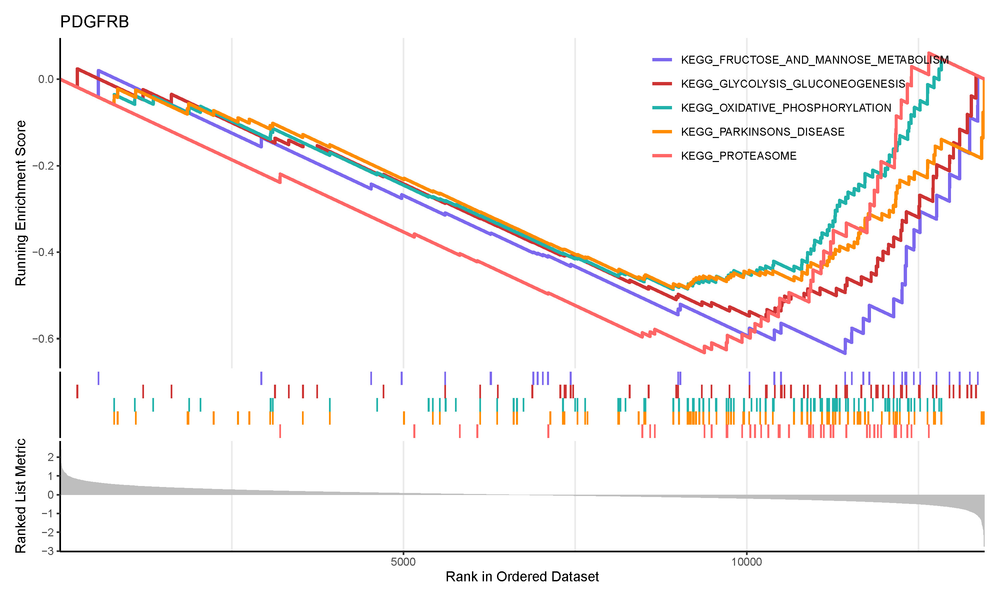 PDGFRB
Running Enrichment Score
0.0
−0.2
−0.4
−0.6
KEGG_FRUCTOSE_AND_MANNOSE_METABOLISM
KEGG_GLYCOLYSIS_GLUCONEOGENESIS
KEGG_OXIDATIVE_PHOSPHORYLATION
KEGG_PARKINSONS_DISEASE
KEGG_PROTEASOME
Ranked List Metric
2
1
0
−1
−2
−3
5000
10000
Rank in Ordered Dataset